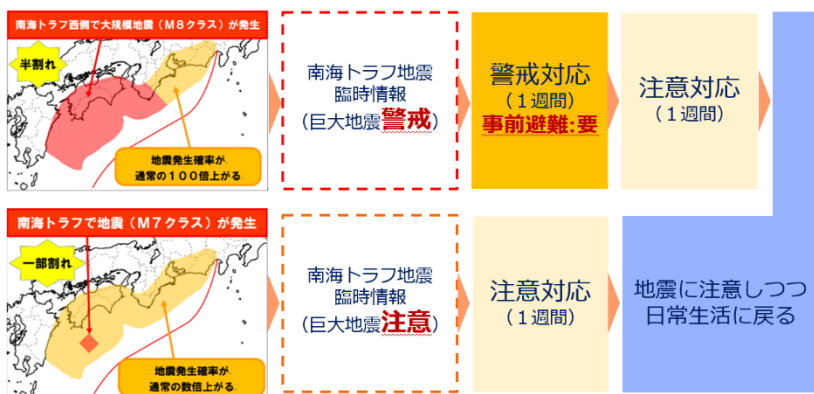 南海トラフ西側で大規模地震（Ｍ８クラス）が発生
半割れ
地震発生確率が
通常の１００倍上がる。
南海トラフ地震
臨時情報
（巨大地震警戒）
警戒対応
（１週間）
事前避難:要
注意対応
（１週間）
南海トラフで地震（Ｍ７クラス）が発生
一部割れ
地震発生確率が
通常の数倍上がる。
南海トラフ地震
臨時情報
（巨大地震注意）
注意対応
（１週間）
地震に注意しつつ
日常生活に戻る